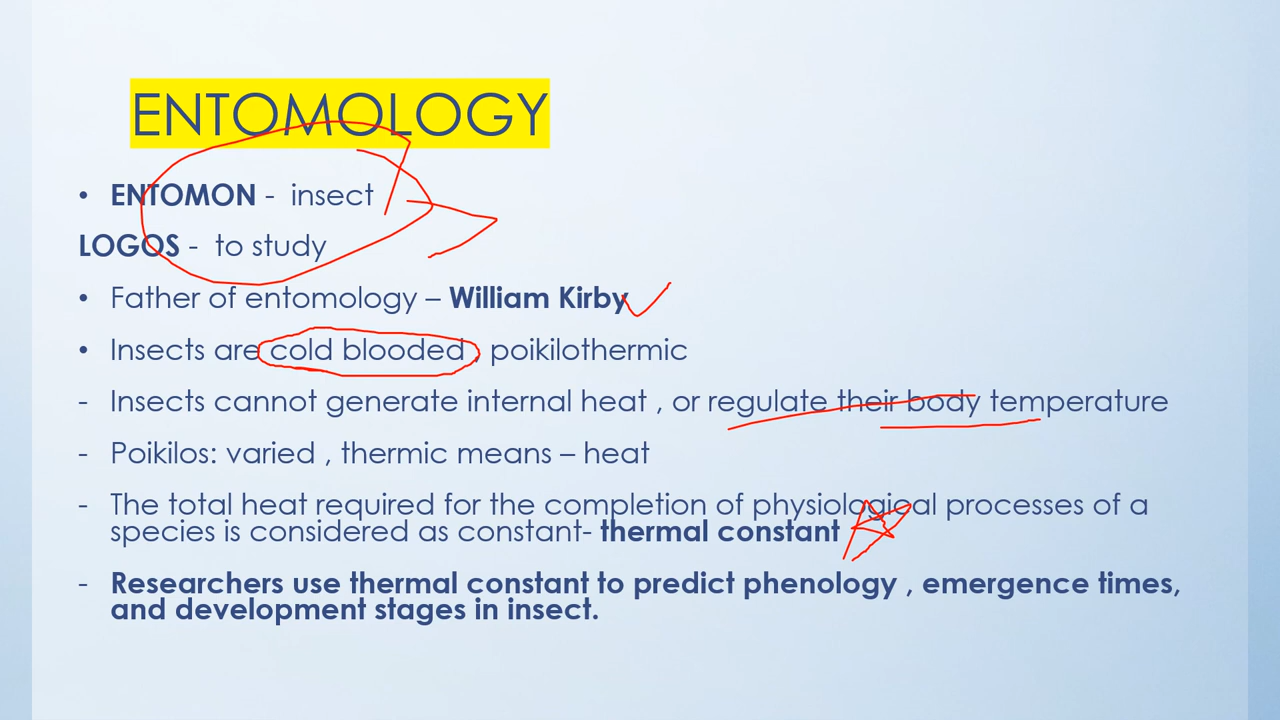 ENTOMOLOGY
• ENTOMON - insect
LOGOS - to study
• Father of entomology – William Kirby
• Insects are cold blooded , poikilothermic
- Insects cannot generate internal heat , or regulate their body temperature
- Poikilos: varied , thermic means – heat
- The total heat required for the completion of physiological processes of a
species is considered as constant- thermal constant
- Researchers use thermal constant to predict phenology , emergence times,
and development stages in insect.